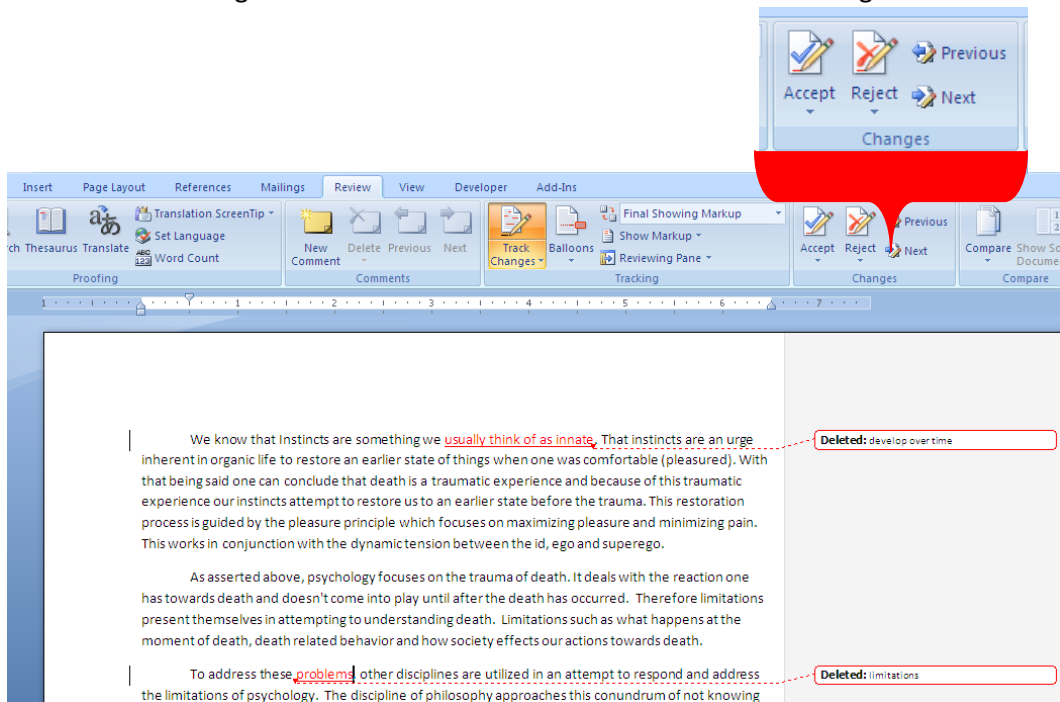 Previous
Accept Reject Next
Changes
Insert Page Layout References Mailings Review View Developer Add-Ins
Translation ScreenTip
Set Language
Thesaurus Translate
ABC 123 Word Count
Proofing
New Comment
Delete Previous Next
Comments
Track Changes
Balloons
Final Showing Markup
Show Markup
Reviewing Pane
Tracking
Accept Reject Previous
Next
Changes
Compare Show
Compare
1 1 2 3 4 5 6 7
We know that Instincts are something we usually think of as innate. That instincts are an urge
Deleted: develop over time
inherent in organic life to restore an earlier state of things when one was comfortable (pleasured). With
that being said one can conclude that death is a traumatic experience and because of this traumatic
experience our instincts attempt to restore us to an earlier state before the trauma. This restoration
process is guided by the pleasure principle which focuses on maximizing pleasure and minimizing pain.
This works in conjunction with the dynamic tension between the id, ego and superego.
As asserted above, psychology focuses on the trauma of death. It deals with the reaction one
has towards death and doesn't come into play until after the death has occurred. Therefore limitations
present themselves in attempting to understanding death. Limitations such as what happens at the
moment of death, death related behavior and how society effects our actions towards death.
To address these problems, other disciplines are utilized in an attempt to respond and address
Deleted: limitations
the limitations of psychology. The discipline of philosophy approaches this conundrum of not knowing